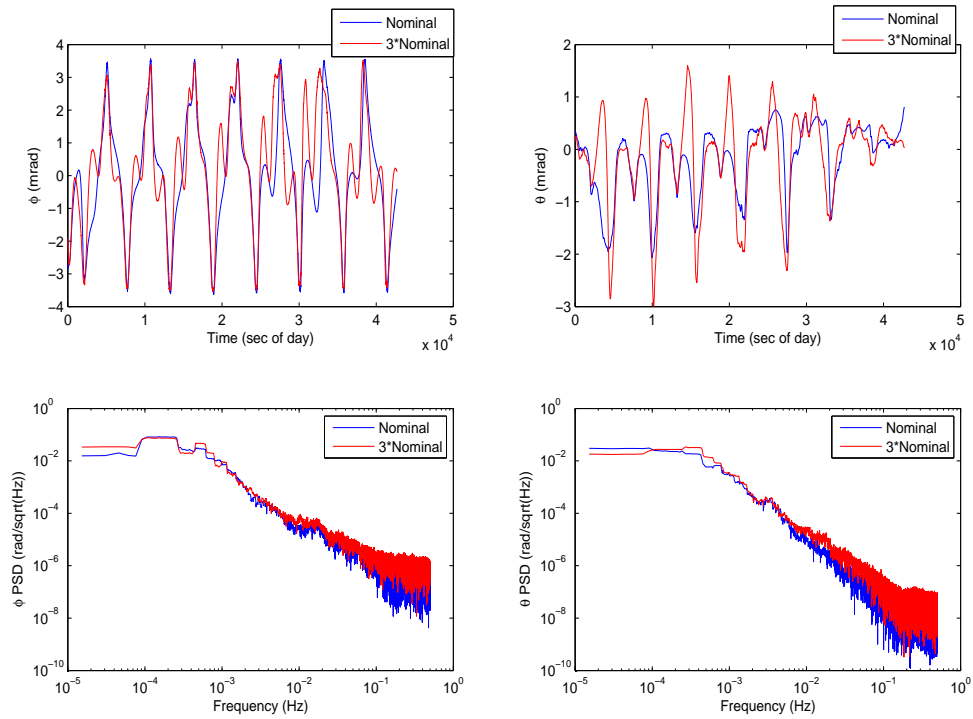 Nominal
3*Nominal
4
3
2
1
0
−1
−2
−3
−4
ϕ (mrad)
0
1
2
3
4
5
Time (sec of day)
x 10^4
Nominal
3*Nominal
2
1
0
−1
−2
−3
θ (mrad)
0
1
2
3
4
5
Time (sec of day)
x 10^4
Nominal
3*Nominal
10^0
10^−2
10^−4
10^−6
10^−8
10^−10
ϕ PSD (rad/sqrt(Hz)
10^−5
10^−4
10^−3
10^−2
10^−1
10^0
Frequency (Hz)
Nominal
3*Nominal
10^0
10^−2
10^−4
10^−6
10^−8
10^−10
θ PSD (rad/sqrt(Hz)
10^−5
10^−4
10^−3
10^−2
10^−1
10^0
Frequency (Hz)